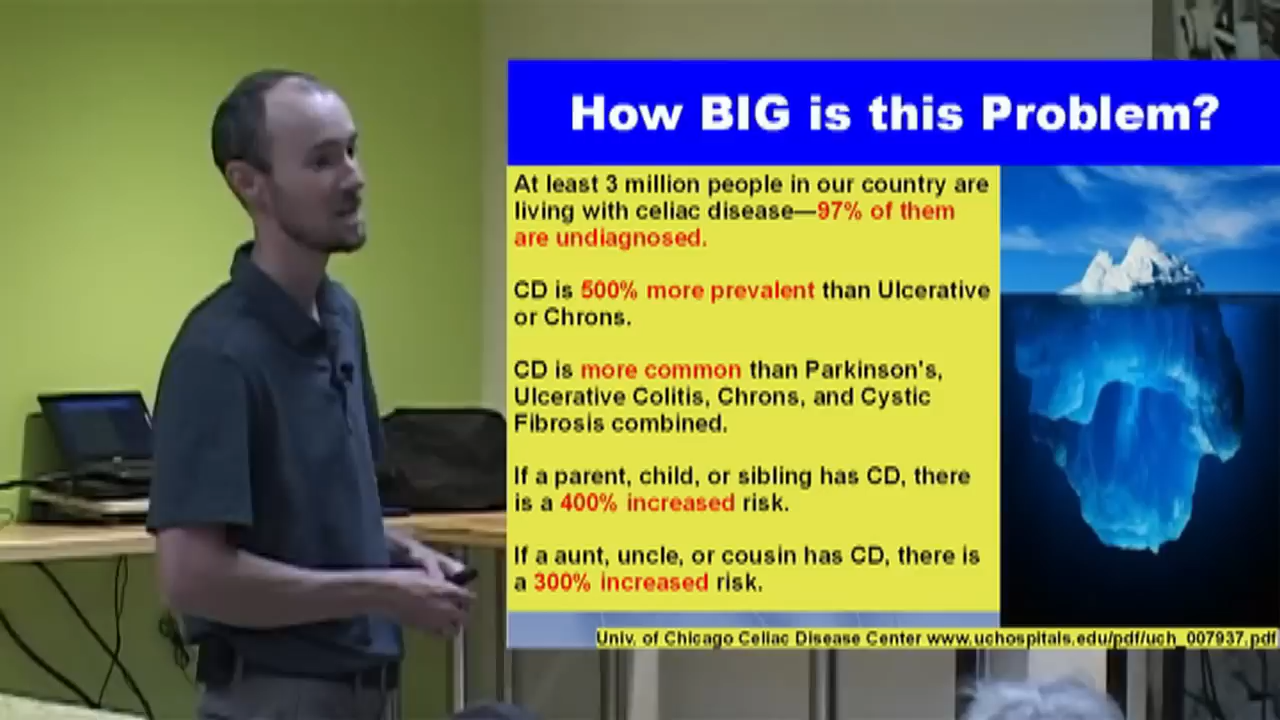 How BIG is this Problem?
At least 3 million people in our country are
living with celiac disease—97% of them
are undiagnosed.
CD is 500% more prevalent than Ulcerative
or Chrons.
CD is more common than Parkinson's,
Ulcerative Colitis, Chrons, and Cystic
Fibrosis combined.
If a parent, child, or sibling has CD, there
is a 400% increased risk.
If a aunt, uncle, or cousin has CD, there is
a 300% increased risk.
Univ. of Chicago Celiac Disease Center www.uchospitals.edu/pdf/uch_007937.pdf